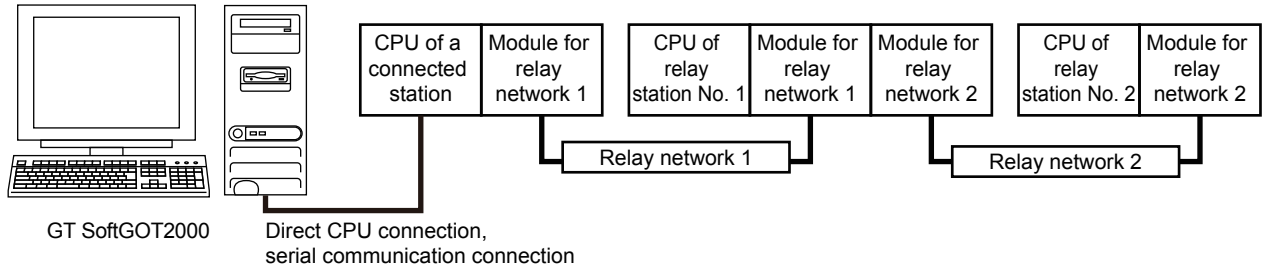 CPU of a
connected
station
Module for
relay
network 1
CPU of
relay
station No. 1
Module for
relay
network 1
Module for
relay
network 2
CPU of
relay
station No. 2
Module for
relay
network 2
Relay network 1
Relay network 2
GT SoftGOT2000
Direct CPU connection,
serial communication connection